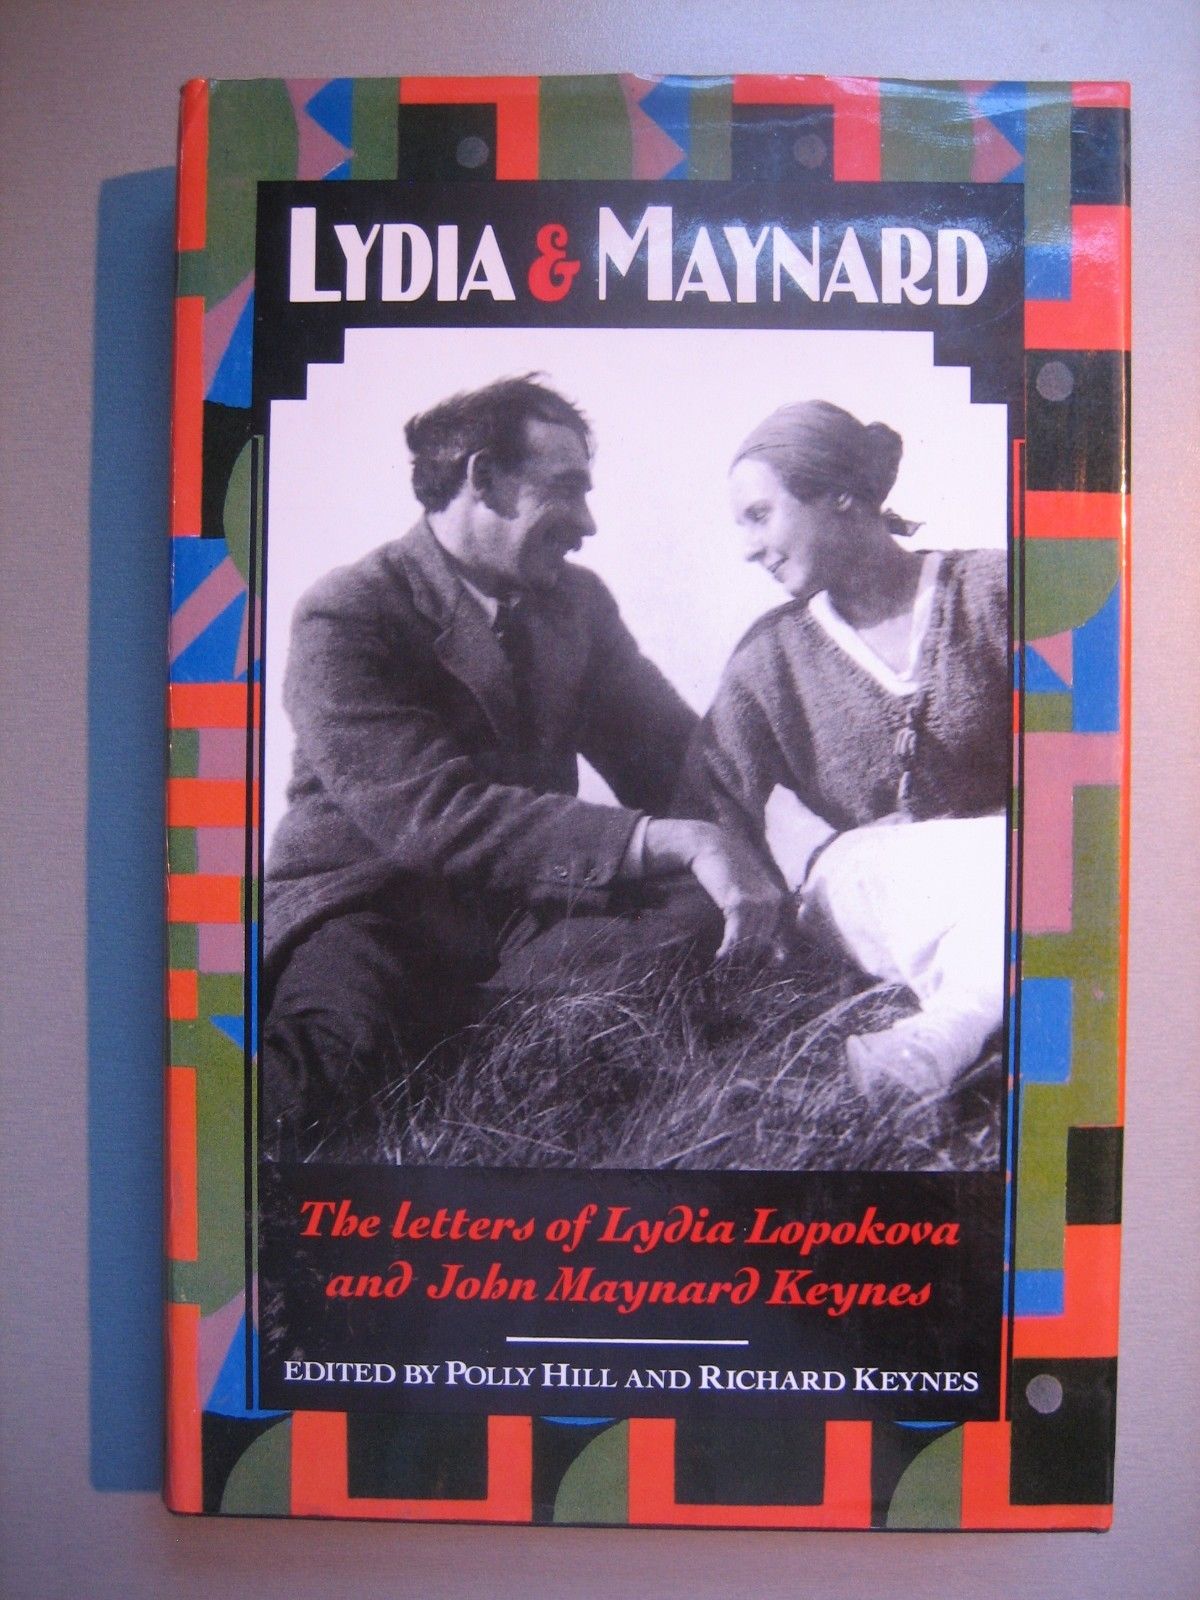 LYDIA & MAYNARD
The letters of Lydia Lopokova
and John Maynard Keynes
EDITED BY POLLY HILL AND RICHARD KEYNES